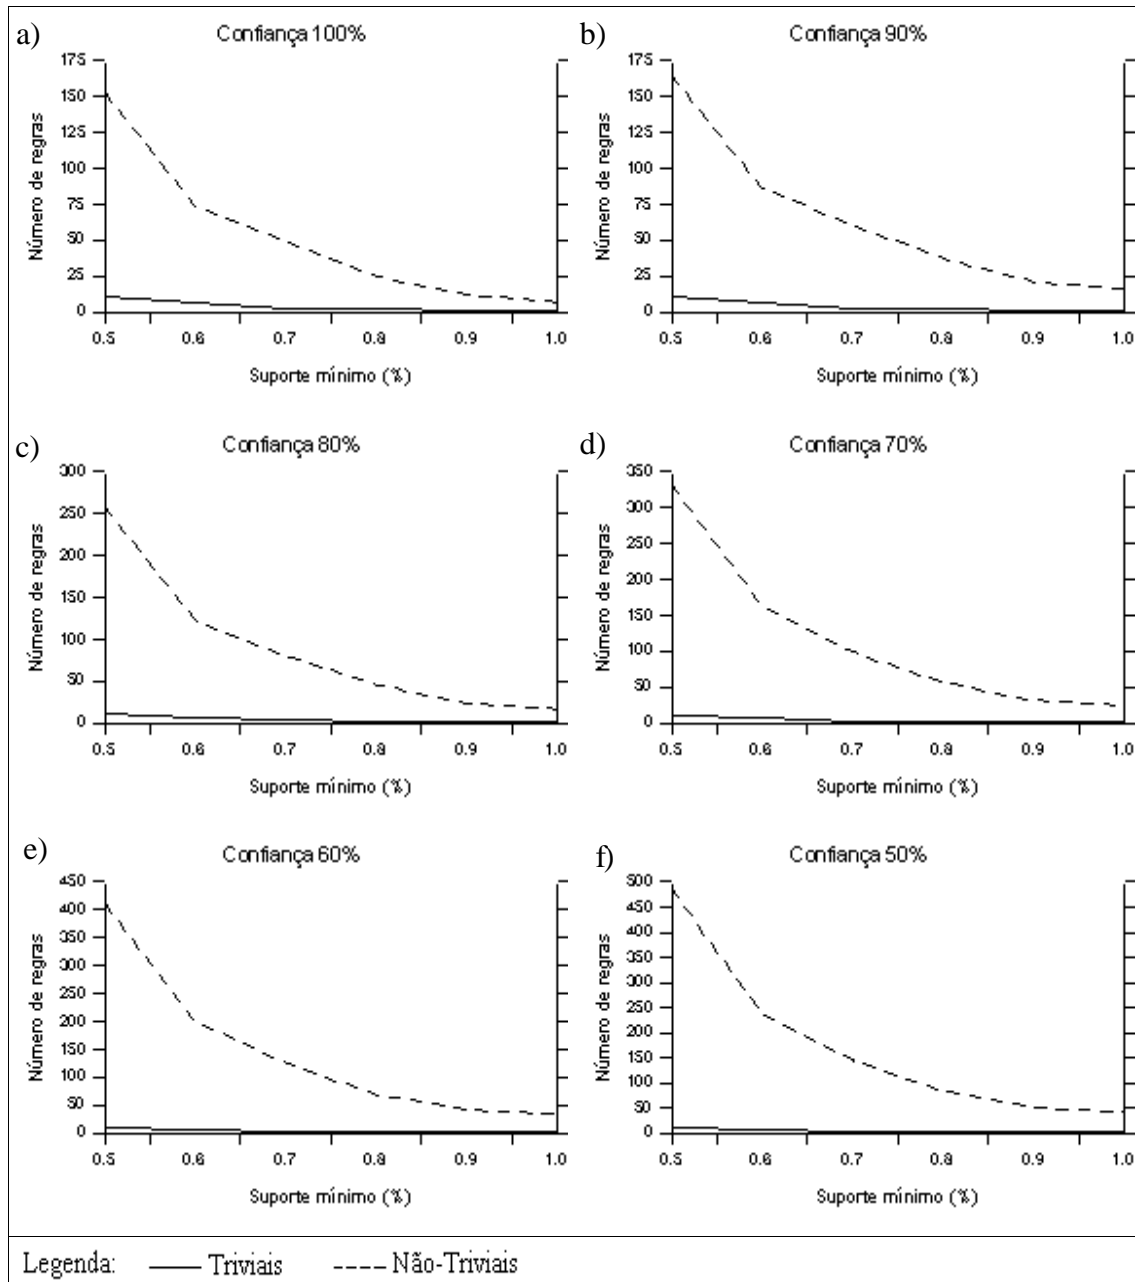 a)
Confiança 100%
175
150
125
100
75
50
25
0
Número de regras
0.5 0.6 0.7 0.8 0.9 1.0
Suporte mínimo (%)
b)
Confiança 90%
175
150
125
100
75
50
25
0
Número de regras
0.5 0.6 0.7 0.8 0.9 1.0
Suporte mínimo (%)
c)
Confiança 80%
300
250
200
150
100
50
0
Número de regras
0.5 0.6 0.7 0.8 0.9 1.0
Suporte mínimo (%)
d)
Confiança 70%
350
300
250
200
150
100
50
0
Número de regras
0.5 0.6 0.7 0.8 0.9 1.0
Suporte mínimo (%)
e)
Confiança 60%
450
400
350
300
250
200
150
100
50
0
Número de regras
0.5 0.6 0.7 0.8 0.9 1.0
Suporte mínimo (%)
f)
Confiança 50%
500
450
400
350
300
250
200
150
100
50
0
Número de regras
0.5 0.6 0.7 0.8 0.9 1.0
Suporte mínimo (%)
Legenda: Triviais Não-Triviais